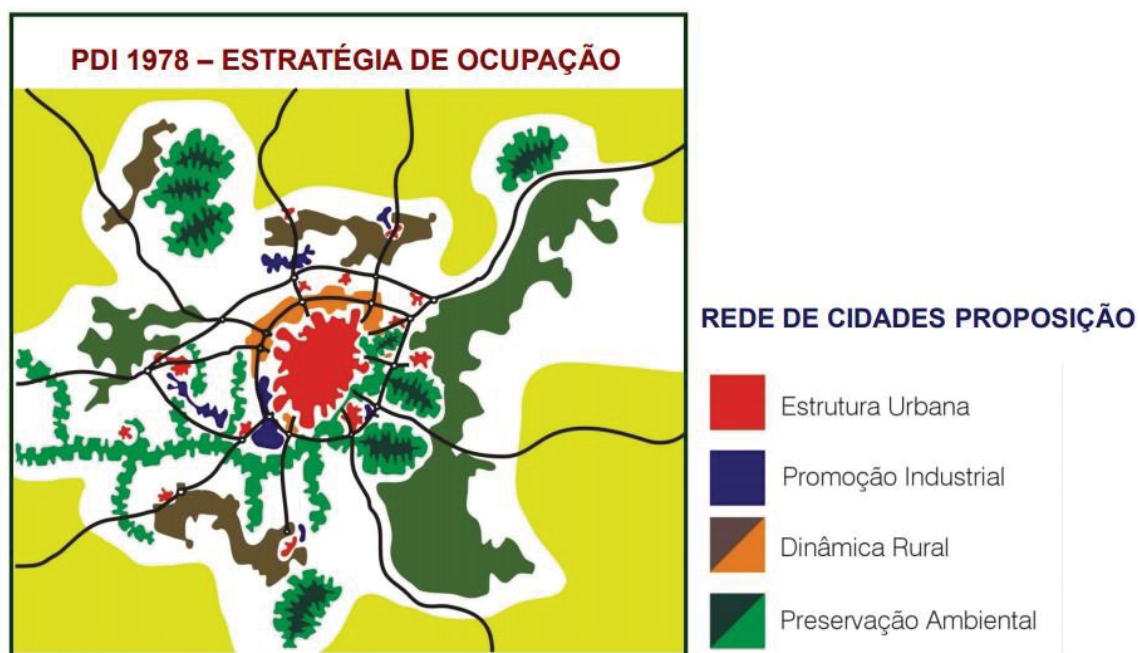 PDI 1978 – ESTRATÉGIA DE OCUPAÇÃO
REDE DE CIDADES PROPOSIÇÃO
Estrutura Urbana
Promoção Industrial
Dinâmica Rural
Preservação Ambiental